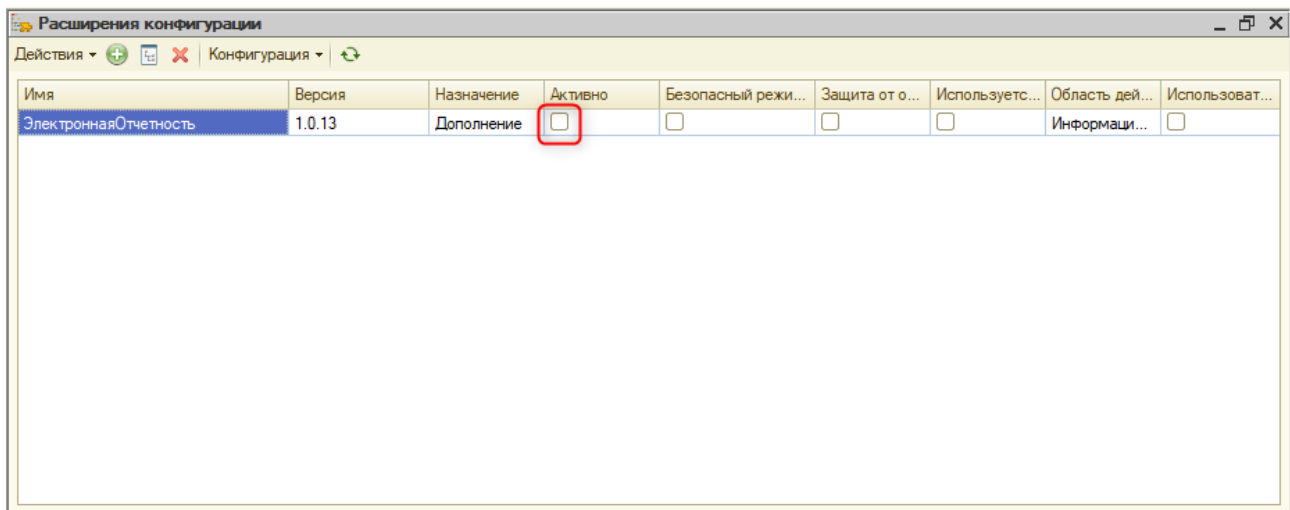 Расширения конфигурации
Действия Конфигурация
Имя Версия Назначение Активно Безопасный режи... Защита от о... Используетс... Область дей... Использоват...
ЭлектроннаяОтчетность 1.0.13 Дополнение Информаци...